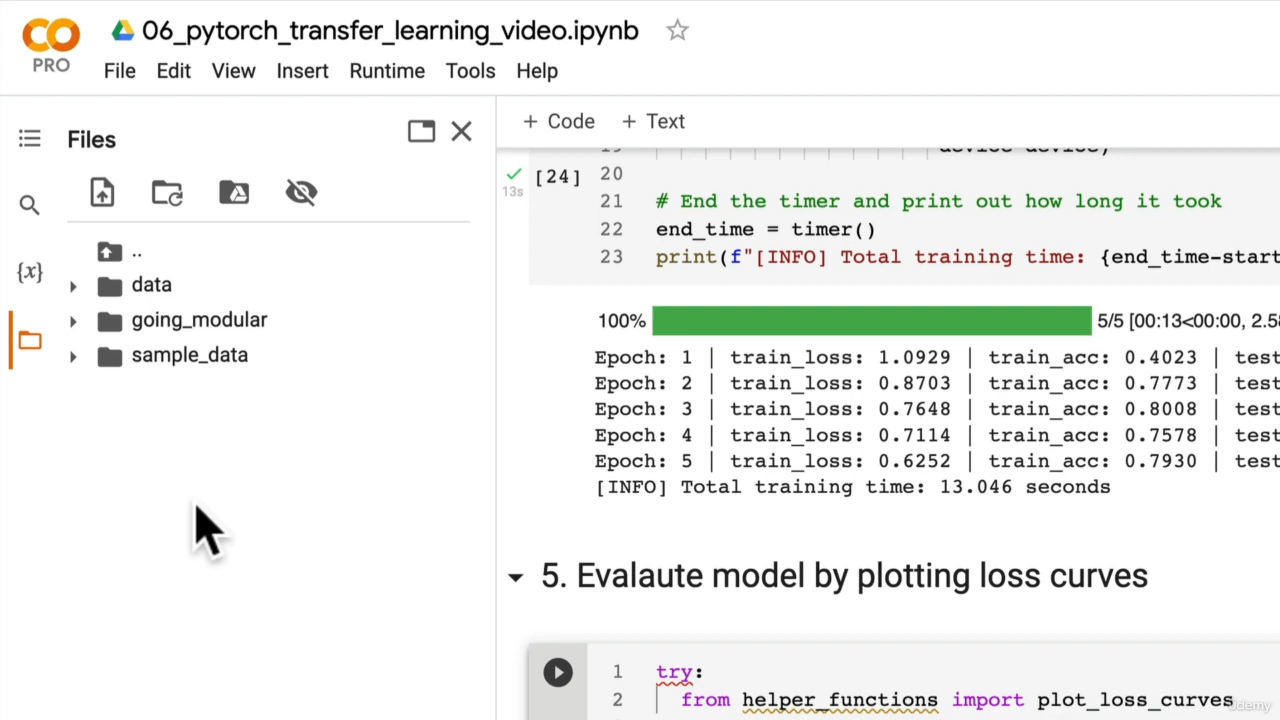 06_pytorch_transfer_learning_video.ipynb
PRO
File Edit View Insert Runtime Tools Help
Files
..
data
going_modular
sample_data
{x}
+ Code + Text
19 device=device)
[24] 20
13s
21 # End the timer and print out how long it took
22 end_time = timer()
23 print(f"[INFO] Total training time: {end_time-start
100% 5/5 [00:13<00:00, 2.58
Epoch: 1 | train_loss: 1.0929 | train_acc: 0.4023 | test
Epoch: 2 | train_loss: 0.8703 | train_acc: 0.7773 | test
Epoch: 3 | train_loss: 0.7648 | train_acc: 0.8008 | test
Epoch: 4 | train_loss: 0.7114 | train_acc: 0.7578 | test
Epoch: 5 | train_loss: 0.6252 | train_acc: 0.7930 | test
[INFO] Total training time: 13.046 seconds
5. Evalaute model by plotting loss curves
1 try:
2 from helper_functions import plot_loss_curves
Udemy